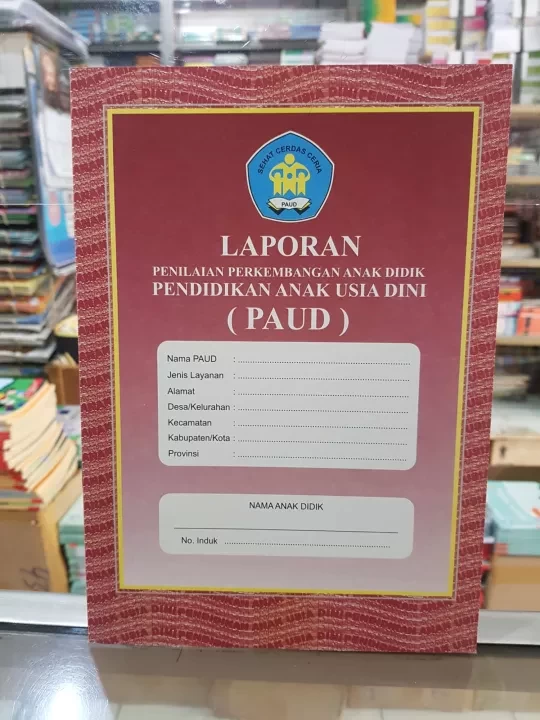 SEHAT CERDAS CERIA
PAUD
LAPORAN
PENILAIAN PERKEMBANGAN ANAK DIDIK
PENDIDIKAN ANAK USIA DINI
( PAUD )
Nama PAUD : ..........................................................
Jenis Layanan : ..........................................................
Alamat : ..........................................................
Desa/Kelurahan : ..........................................................
Kecamatan : ..........................................................
Kabupaten/Kota : ..........................................................
Provinsi : ..........................................................
NAMA ANAK DIDIK
No. Induk ..........................................................